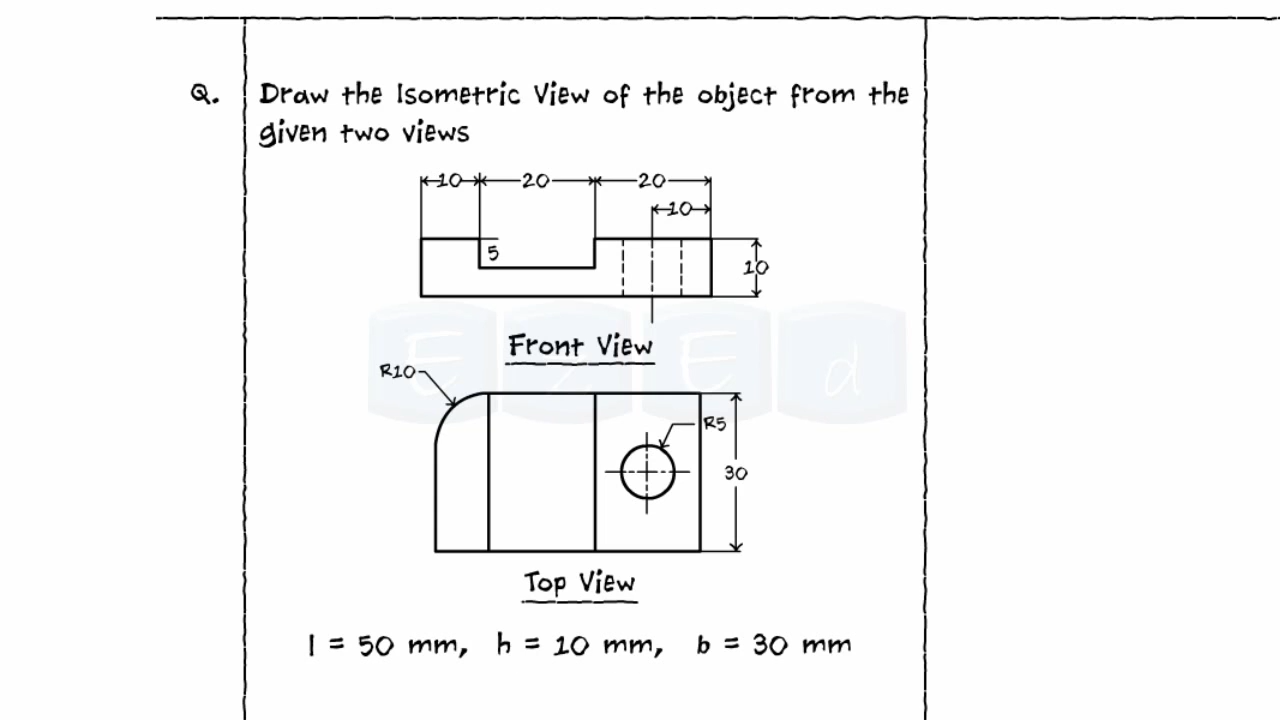 Q. Draw the Isometric View of the object from the
given two views
10 20 20
10
5
10
Front View
R10
R5
30
Top View
l = 50 mm, h = 10 mm, b = 30 mm
E Z E d